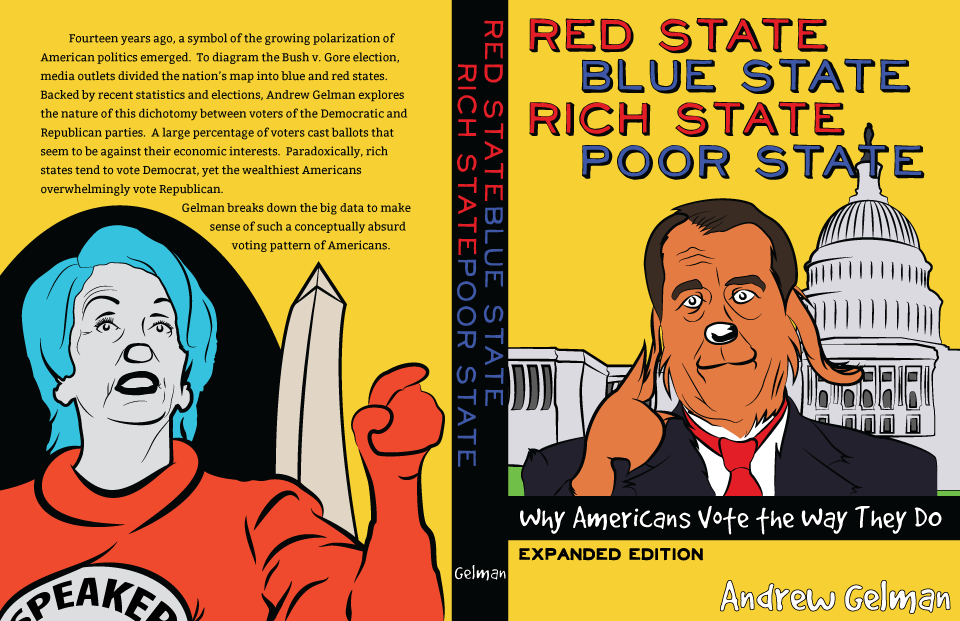 Fourteen years ago, a symbol of the growing polarization of
American politics emerged. To diagram the Bush v. Gore election,
media outlets divided the nation's map into blue and red states.
Backed by recent statistics and elections, Andrew Gelman explores
the nature of this dichotomy between voters of the Democratic and
Republican parties. A large percentage of voters cast ballots that
seem to be against their economic interests. Paradoxically, rich
states tend to vote Democrat, yet the wealthiest Americans
overwhelmingly vote Republican.
Gelman breaks down the big data to make
sense of such a conceptually absurd
voting pattern of Americans.
SPEAKER
RED STATE BLUE STATE
RICH STATE POOR STATE
Gelman
RED STATE
BLUE STATE
RICH STATE
POOR STATE
Why Americans Vote the Way They Do
EXPANDED EDITION
Andrew Gelman